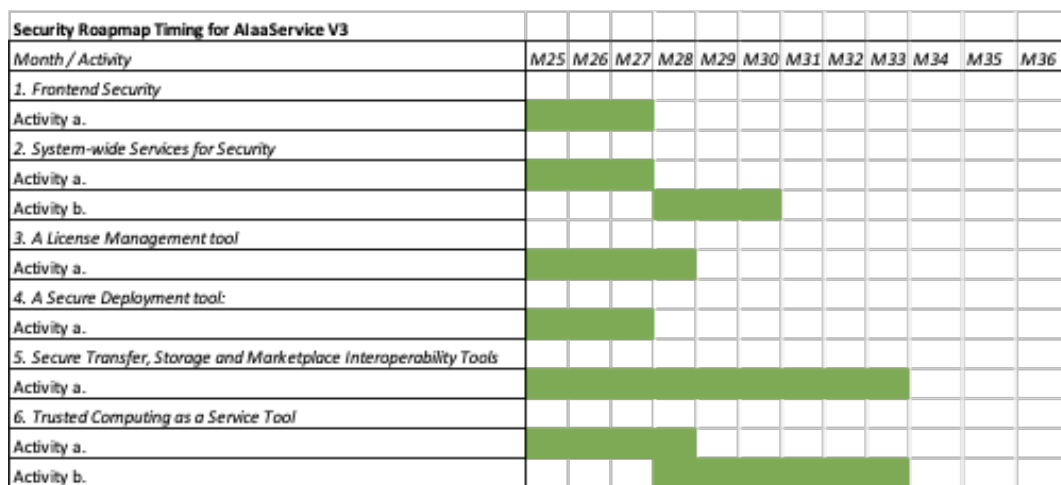 Security Roapmap Timing for AIaaService V3
Month / Activity M25 M26 M27 M28 M29 M30 M31 M32 M33 M34 M35 M36
1. Frontend Security
Activity a.
2. System-wide Services for Security
Activity a.
Activity b.
3. A License Management tool
Activity a.
4. A Secure Deployment tool:
Activity a.
5. Secure Transfer, Storage and Marketplace Interoperability Tools
Activity a.
6. Trusted Computing as a Service Tool
Activity a.
Activity b.